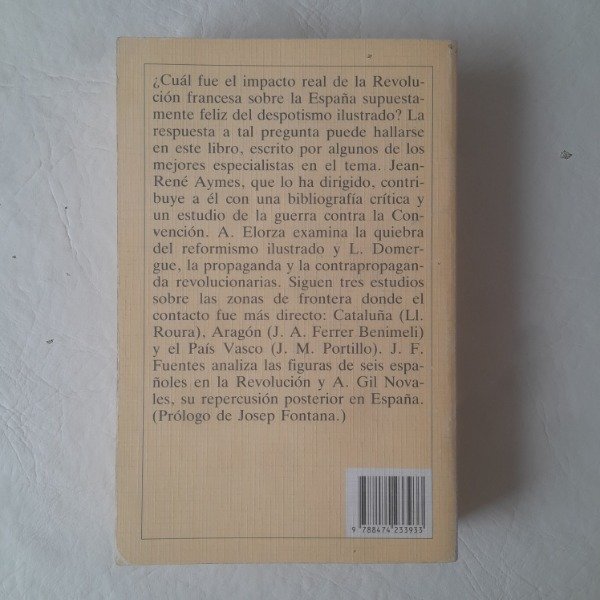 ¿Cuál fue el impacto real de la Revolu-
ción francesa sobre la España supuesta-
mente feliz del despotismo ilustrado? La
respuesta a tal pregunta puede hallarse
en este libro, escrito por algunos de los
mejores especialistas en el tema. Jean-
René Aymes, que lo ha dirigido, contri-
buye a él con una bibliografía crítica y
un estudio de la guerra contra la Con-
vención. A. Elorza examina la quiebra
del reformismo ilustrado y L. Domer-
gue, la propaganda y la contrapropagan-
da revolucionarias. Siguen tres estudios
sobre las zonas de frontera donde el
contacto fue más directo: Cataluña (Ll.
Roura), Aragón (J. A. Ferrer Benimeli)
y el País Vasco (J. M. Portillo). J. F.
Fuentes analiza las figuras de seis espa-
ñoles en la Revolución y A. Gil Nova-
les, su repercusión posterior en España.
(Prólogo de Josep Fontana.)
9 788474 233933